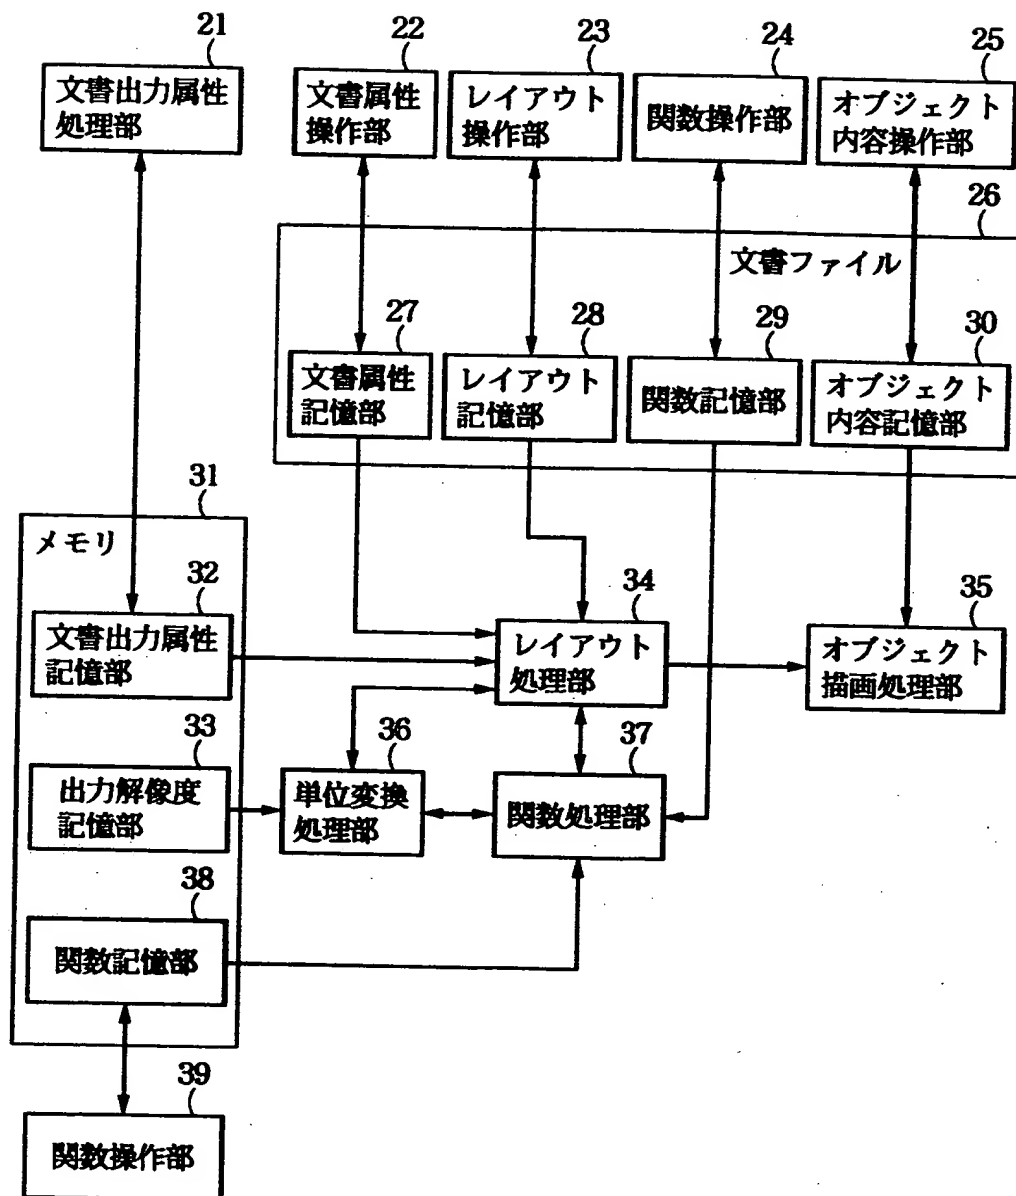 21
文書出力属性
処理部
22
文書属性
操作部
23
レイアウト
操作部
24
関数操作部
25
オブジェクト
内容操作部
26
文書ファイル
27
文書属性
記憶部
28
レイアウト
記憶部
29
関数記憶部
30
オブジェクト
内容記憶部
31
メモリ
32
文書出力属性
記憶部
33
出力解像度
記憶部
34
レイアウト
処理部
35
オブジェクト
描画処理部
36
単位変換
処理部
37
関数処理部
38
関数記憶部
39
関数操作部